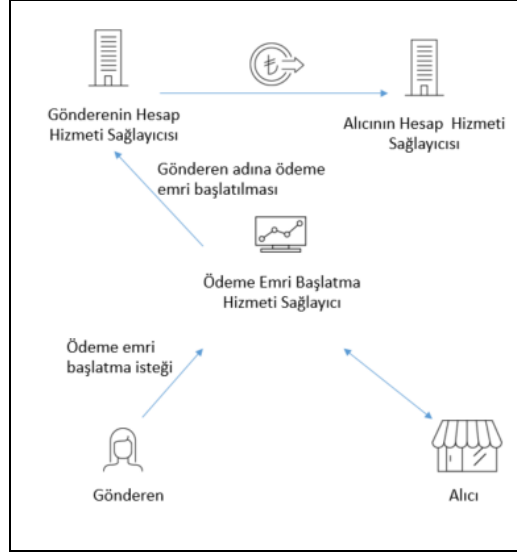 Gönderenin Hesap
Hizmeti Sağlayıcısı
Alıcının Hesap Hizmeti
Sağlayıcısı
Gönderen adına ödeme
emri başlatılması
Ödeme Emri Başlatma
Hizmeti Sağlayıcı
Ödeme emri
başlatma isteği
Gönderen
Alıcı